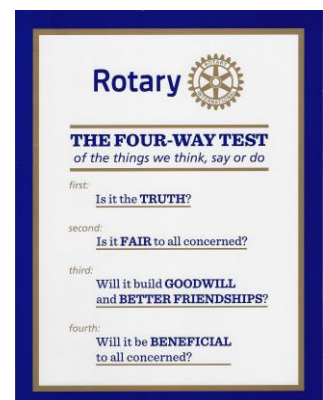 Rotary
ROTARY
INTERNATIONAL
THE FOUR-WAY TEST
of the things we think, say or do
first:
Is it the TRUTH?
second:
Is it FAIR to all concerned?
third:
Will it build GOODWILL
and BETTER FRIENDSHIPS?
fourth:
Will it be BENEFICIAL
to all concerned?